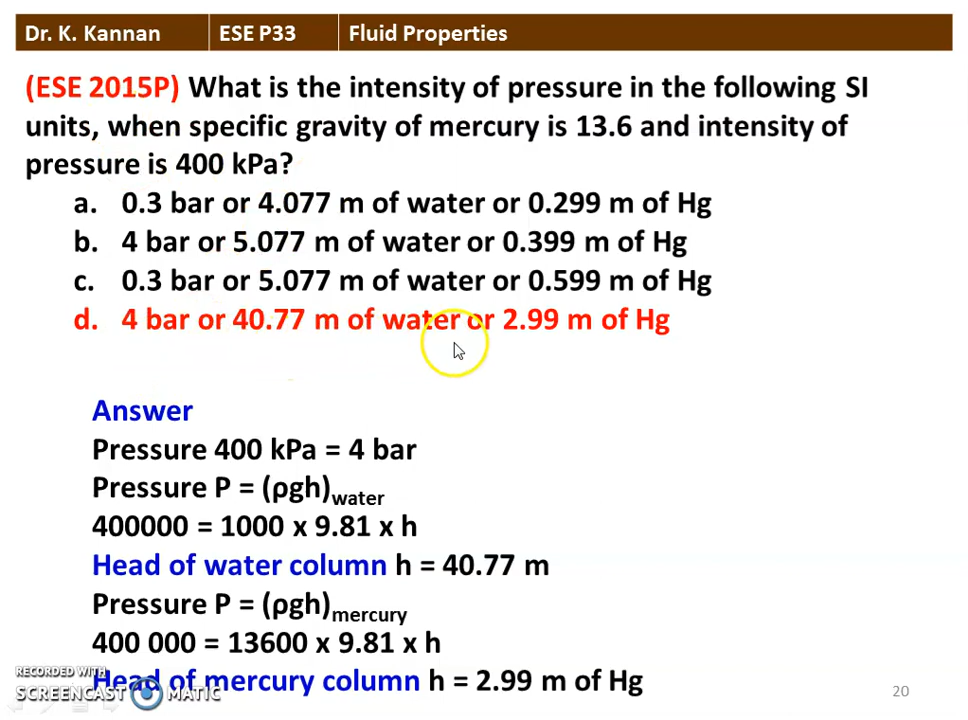 Dr. K. Kannan ESE P33 Fluid Properties
(ESE 2015P) What is the intensity of pressure in the following SI
units, when specific gravity of mercury is 13.6 and intensity of
pressure is 400 kPa?
a. 0.3 bar or 4.077 m of water or 0.299 m of Hg
b. 4 bar or 5.077 m of water or 0.399 m of Hg
c. 0.3 bar or 5.077 m of water or 0.599 m of Hg
d. 4 bar or 40.77 m of water or 2.99 m of Hg
Answer
Pressure 400 kPa = 4 bar
Pressure P = (ρgh)water
400000 = 1000 x 9.81 x h
Head of water column h = 40.77 m
Pressure P = (ρgh)mercury
400 000 = 13600 x 9.81 x h
RECORDED WITH
Head of mercury column h = 2.99 m of Hg
SCREENCAST MATIC
20